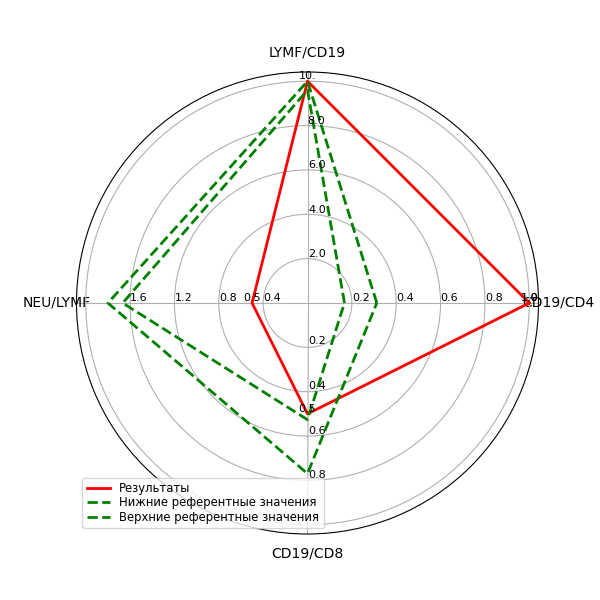 LYMF/CD19
10.
8.0
6.0
4.0
2.0
NEU/LYMF 1.6 1.2 0.8 0.5 0.4 0.2 0.4 0.6 0.8 1.0 CD19/CD4
0.2
0.4
0.5
0.6
0.8
Результаты
Нижние референтные значения
Верхние референтные значения
CD19/CD8